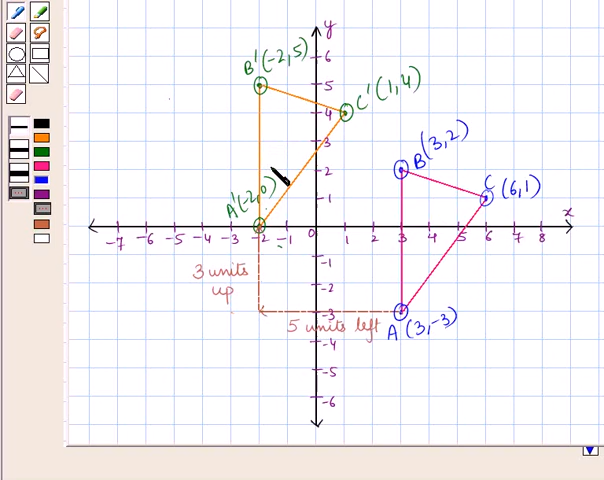 y
6
B'(-2,5)
5
C'(1,4)
4
3
B(3,2)
2
A'(-2,0)
C (6,1)
1
x
-7 -6 -5 -4 -3 -2 -1 0 1 2 3 4 5 6 7 8
-1
3 units
up
-2
-3
5 units left
A (3,-3)
-4
-5
-6